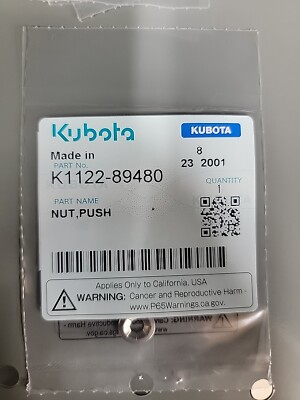 Kubota
KUBOTA
Made in
8
PART No.
23 2001
K1122-89480
QUANTITY
1
PART NAME
NUT,PUSH
Applies Only to California, USA
WARNING: Cancer and Reproductive Harm -
www.P65Warnings.ca.gov.